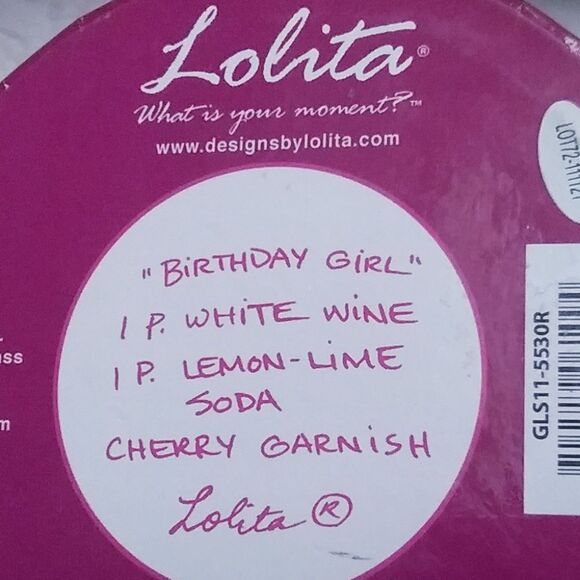 Lolita®
What is your moment?™
www.designsbylolita.com
"BIRTHDAY GIRL"
1 P. WHITE WINE
1 P. LEMON-LIME
SODA
CHERRY GARNISH
Lolita ®
GLS11-5530R